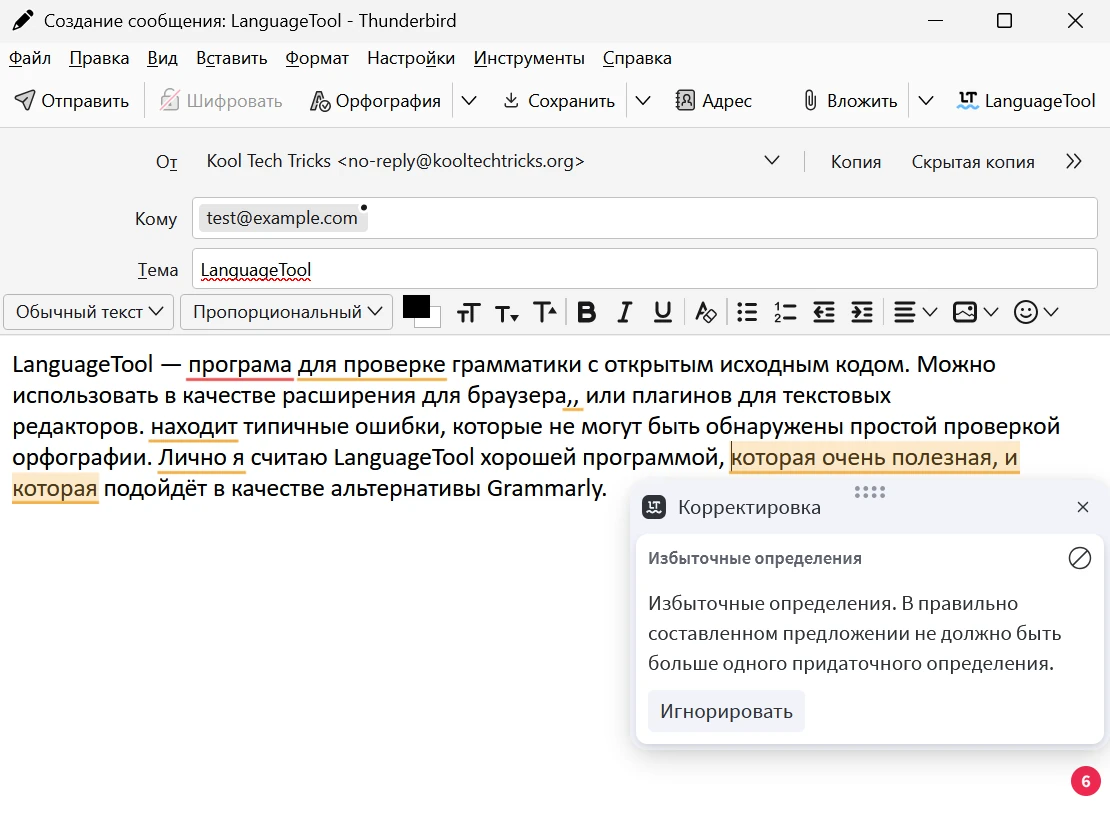 Создание сообщения: LanguageTool - Thunderbird
Файл Правка Вид Вставить Формат Настройки Инструменты Справка
Отправить Шифровать Орфография Сохранить Адрес Вложить LanguageTool
От Kool Tech Tricks <no-reply@kooltechtricks.org> Копия Скрытая копия
Кому test@example.com
Тема LanguageTool
Обычный текст Пропорциональный
LanguageTool — програма для проверке грамматики с открытым исходным кодом. Можно
использовать в качестве расширения для браузера,, или плагинов для текстовых
редакторов. находит типичные ошибки, которые не могут быть обнаружены простой проверкой
орфографии. Лично я считаю LanguageTool хорошей программой, которая очень полезная, и
которая подойдёт в качестве альтернативы Grammarly.
Корректировка
Избыточные определения
Избыточные определения. В правильно
составленном предложении не должно быть
больше одного придаточного определения.
Игнорировать
6